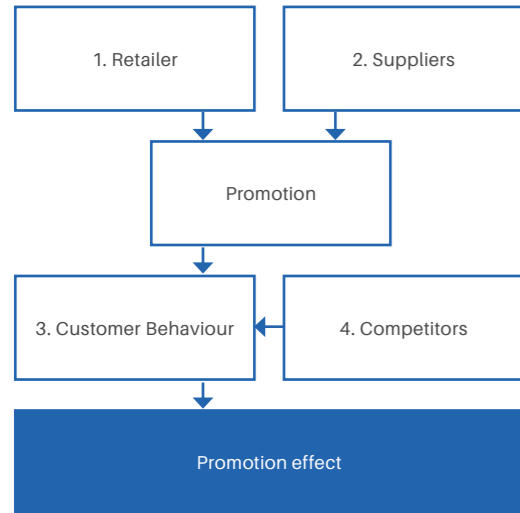 1. Retailer
2. Suppliers
Promotion
3. Customer Behaviour
4. Competitors
Promotion effect